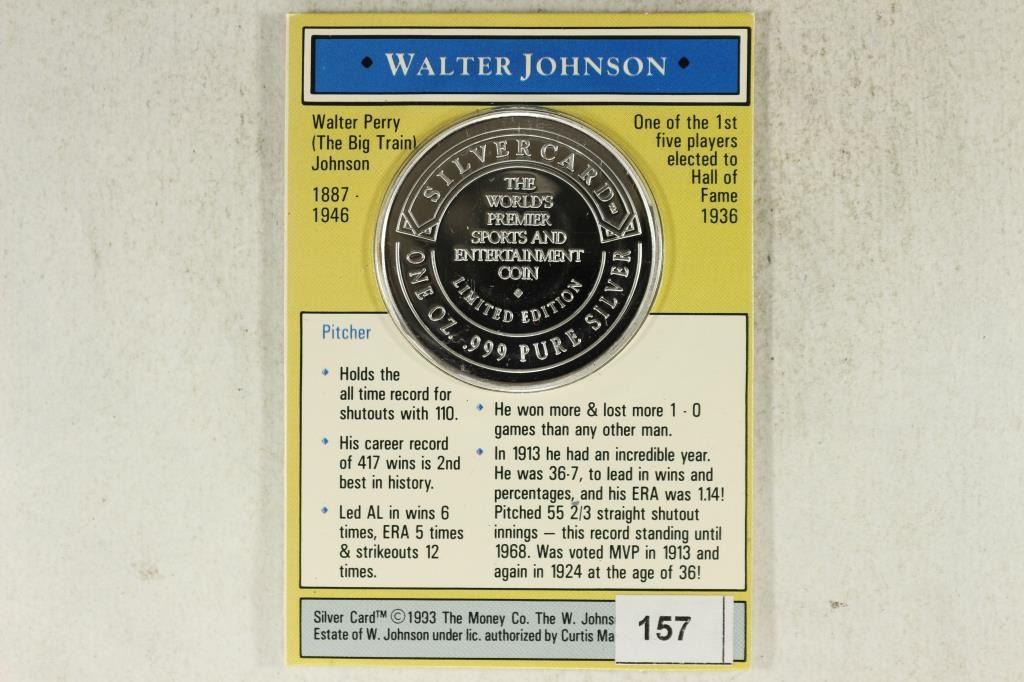 • WALTER JOHNSON •
Walter Perry
(The Big Train)
Johnson
1887 -
1946
One of the 1st
five players
elected to
Hall of
Fame
1936
SILVERCARD™
THE
WORLD'S
PREMIER
SPORTS AND
ENTERTAINMENT
COIN
LIMITED EDITION
ONE OZ. .999 PURE SILVER
Pitcher
Holds the
all time record for
shutouts with 110.
His career record
of 417 wins is 2nd
best in history.
Led AL in wins 6
times, ERA 5 times
& strikeouts 12
times.
He won more & lost more 1 - 0
games than any other man.
In 1913 he had an incredible year.
He was 36-7, to lead in wins and
percentages, and his ERA was 1.14!
Pitched 55 2/3 straight shutout
innings — this record standing until
1968. Was voted MVP in 1913 and
again in 1924 at the age of 36!
Silver Card™ ©1993 The Money Co. The W. Johns
Estate of W. Johnson under lic. authorized by Curtis Ma
157